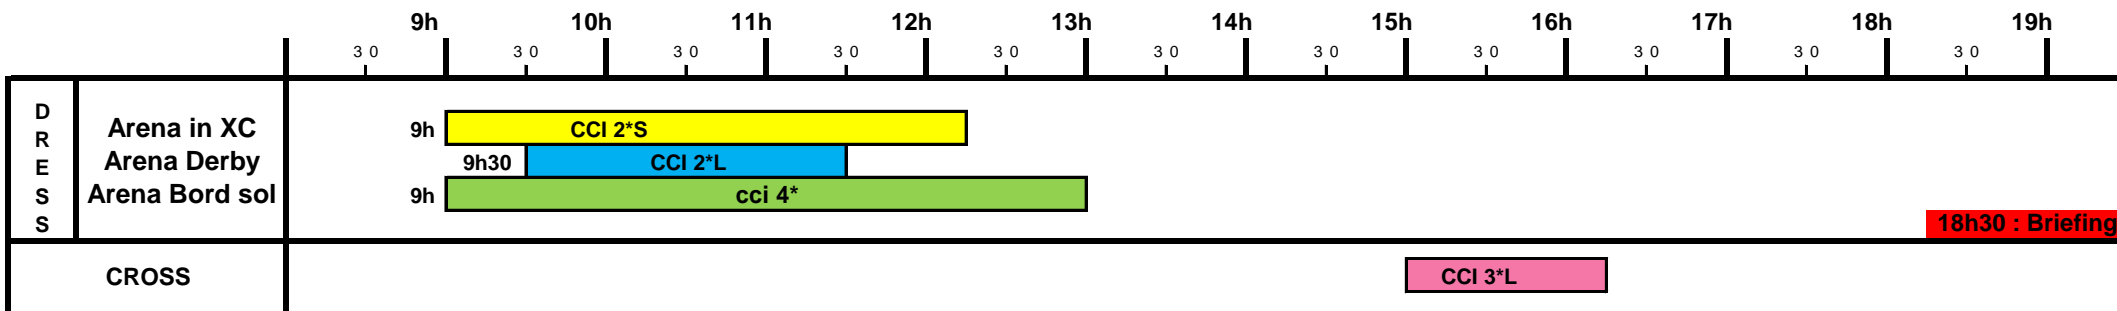 9h 10h 11h 12h 13h 14h 15h 16h 17h 18h 19h
30 30 30 30 30 30 30 30 30 30 30
DRESS
Arena in XC 9h CCI 2*S
Arena Derby 9h30 CCI 2*L
Arena Bord sol 9h cci 4*
18h30 : Briefing
CROSS CCI 3*L